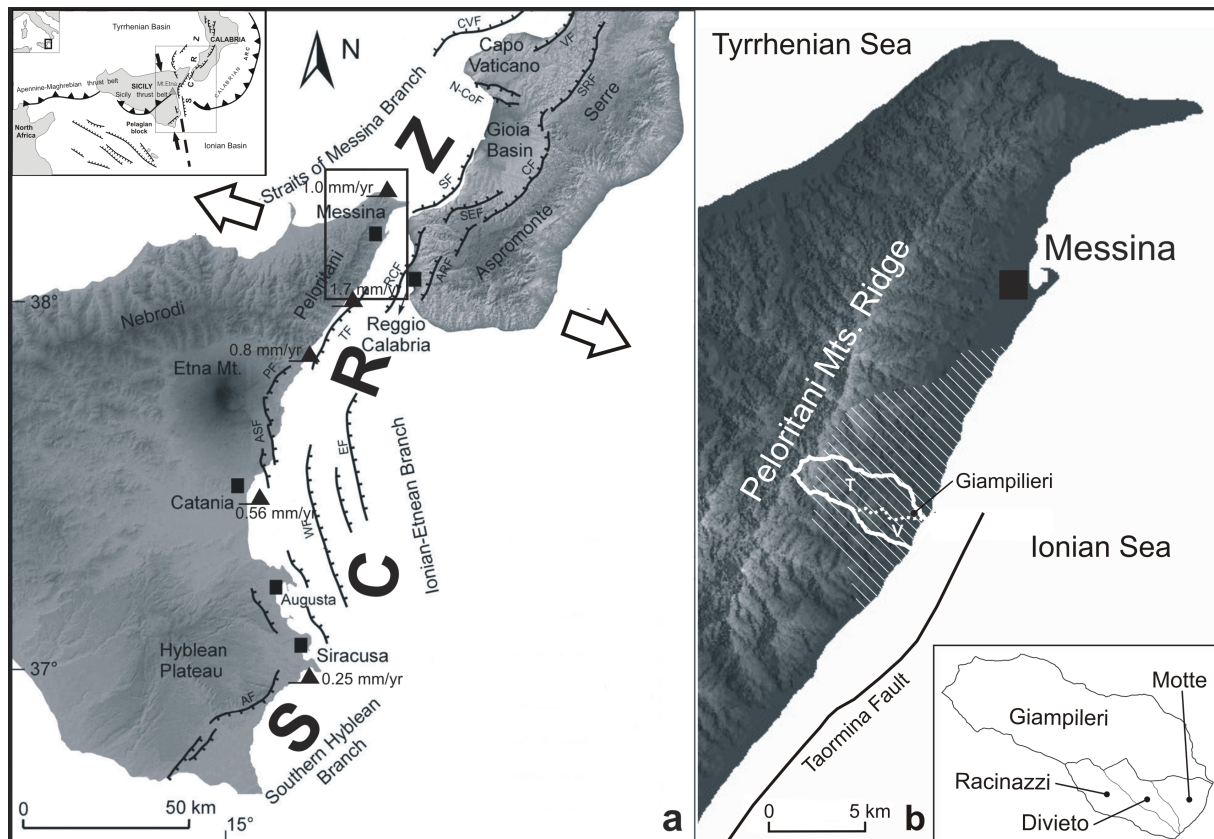 Tyrrhenian Basin
CALABRIA
Apennine-Maghrebian thrust belt
SICILY
Mt.Etna
Sicily thrust belt
S C R Z
CALABRIAN ARC
North
Africa
Pelagian
block
Ionian Basin
N
CVF
Capo
Vaticano
VF
N-CoF
SRF
Serre
Gioia
Basin
CF
SF
SEF
Aspromonte
ARF
RCF
Straits of Messina Branch
1.0 mm/yr
Messina
Peloritani
1.7 mm/yr
Reggio
Calabria
TF
38°
Nebrodi
0.8 mm/yr
Etna Mt.
PF
ASF
EF
Catania
0.56 mm/yr
WF
Ionian-Etnean Branch
Augusta
Hyblean
Plateau
Siracusa
37°
0.25 mm/yr
AF
Southern Hyblean
Branch
S C R Z
0
50 km
15°
a
Tyrrhenian Sea
Messina
Peloritani Mts. Ridge
T
V
Giampilieri
Ionian Sea
Taormina Fault
0
5 km
b
Motte
Giampileri
Racinazzi
Divieto